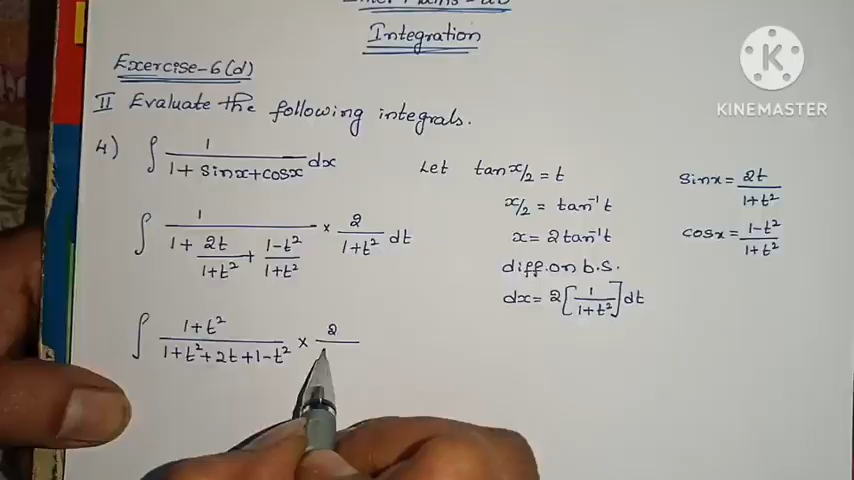 Integration
Exercise-6(d)
II Evaluate the following integrals.
4) ∫ 1/(1+sinx+cosx) dx
∫ 1/(1 + 2t/(1+t²) + (1-t²)/(1+t²)) × 2/(1+t²) dt
∫ (1+t²)/(1+t²+2t+1-t²) × 2/
Let tan x/2 = t
x/2 = tan⁻¹t
x = 2tan⁻¹t
diff.on b.s.
dx = 2[1/(1+t²)]dt
sinx = 2t/(1+t²)
cosx = (1-t²)/(1+t²)
KINEMASTER